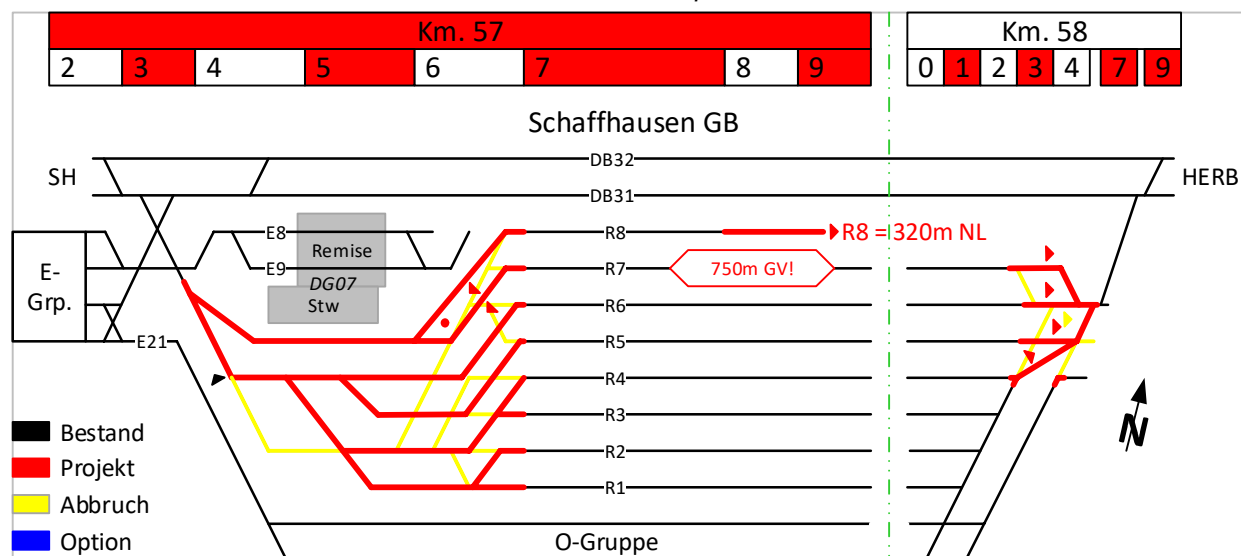 Km. 57
Km. 58
2 3 4 5 6 7 8 9
0 1 2 3 4 7 9
Schaffhausen GB
DB32
SH
HERB
DB31
E8
R8
R8 = 320m NL
Remise
E9
R7
750m GV!
E-
Grp.
DG07
Stw
R6
E21
R5
R4
R3
N
Bestand
R2
Projekt
R1
Abbruch
Option
O-Gruppe